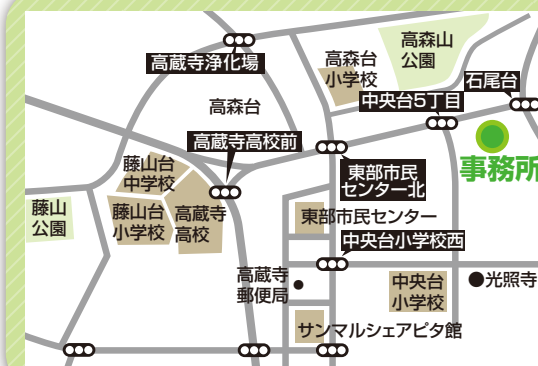 高森山
公園
高蔵寺浄化場
高森台
小学校
石尾台
中央台5丁目
高森台
高蔵寺高校前
事務所
藤山台
中学校
東部市民
センター北
藤山
公園
藤山台
小学校
高蔵寺
高校
東部市民センター
中央台小学校西
高蔵寺
郵便局
中央台
小学校
光照寺
サンマルシェアピタ館